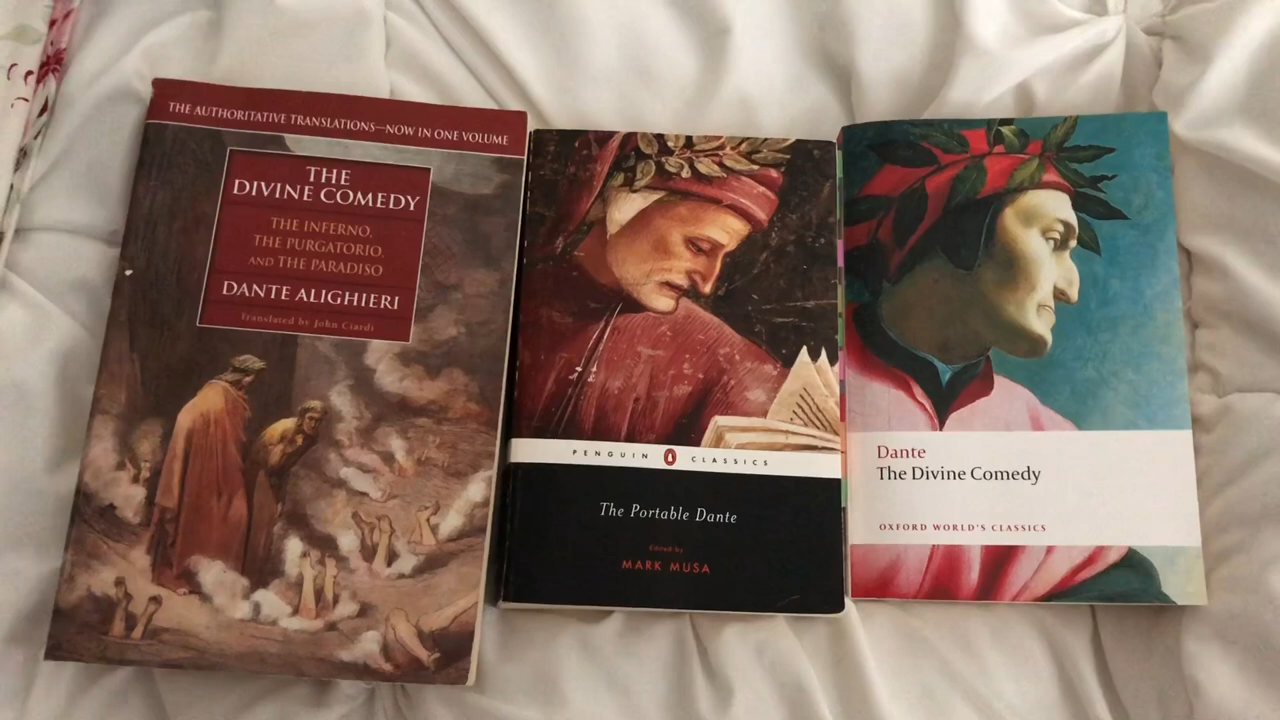 THE AUTHORITATIVE TRANSLATIONS—NOW IN ONE VOLUME
THE
DIVINE COMEDY
THE INFERNO,
THE PURGATORIO,
AND THE PARADISO
DANTE ALIGHIERI
Translated by John Ciardi
PENGUIN CLASSICS
The Portable Dante
Edited by
MARK MUSA
Dante
The Divine Comedy
OXFORD WORLD'S CLASSICS